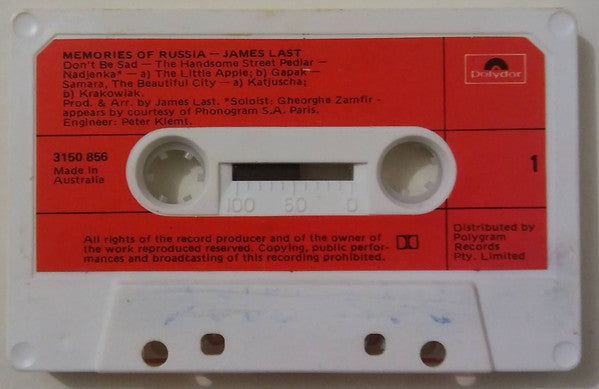 MEMORIES OF RUSSIA — JAMES LAST
Don't Be Sad — The Handsome Street Pedlar —
Nadjenka* — a) The Little Apple; b) Gapak —
Samara, The Beautiful City — a) Katjuscha;
b) Krakowiak.
Prod. & Arr. by James Last. *Soloist: Gheorghe Zamfir -
appears by courtesy of Phonogram S.A. Paris.
Engineer: Peter Klemt.
Polydor
3150 856
Made in
Australia
100 50 0
1
All rights of the record producer and of the owner of
the work reproduced reserved. Copying, public perfor-
mances and broadcasting of this recording prohibited.
Distributed by
Polygram
Records
Pty. Limited